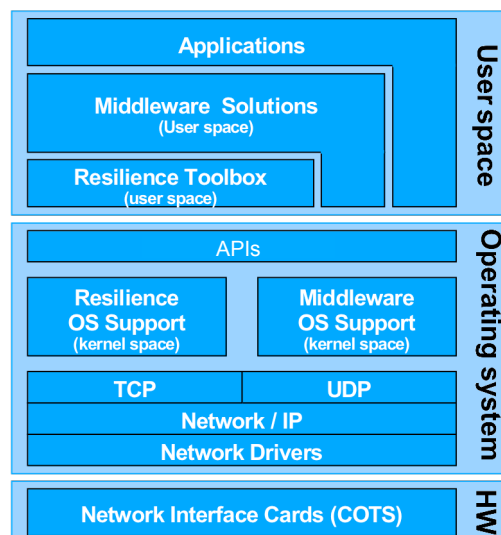 Applications
Middleware Solutions
(User space)
Resilience Toolbox
(user space)
User space
APIs
Resilience
OS Support
(kernel space)
Middleware
OS Support
(kernel space)
TCP
UDP
Network / IP
Network Drivers
Operating system
Network Interface Cards (COTS)
HW